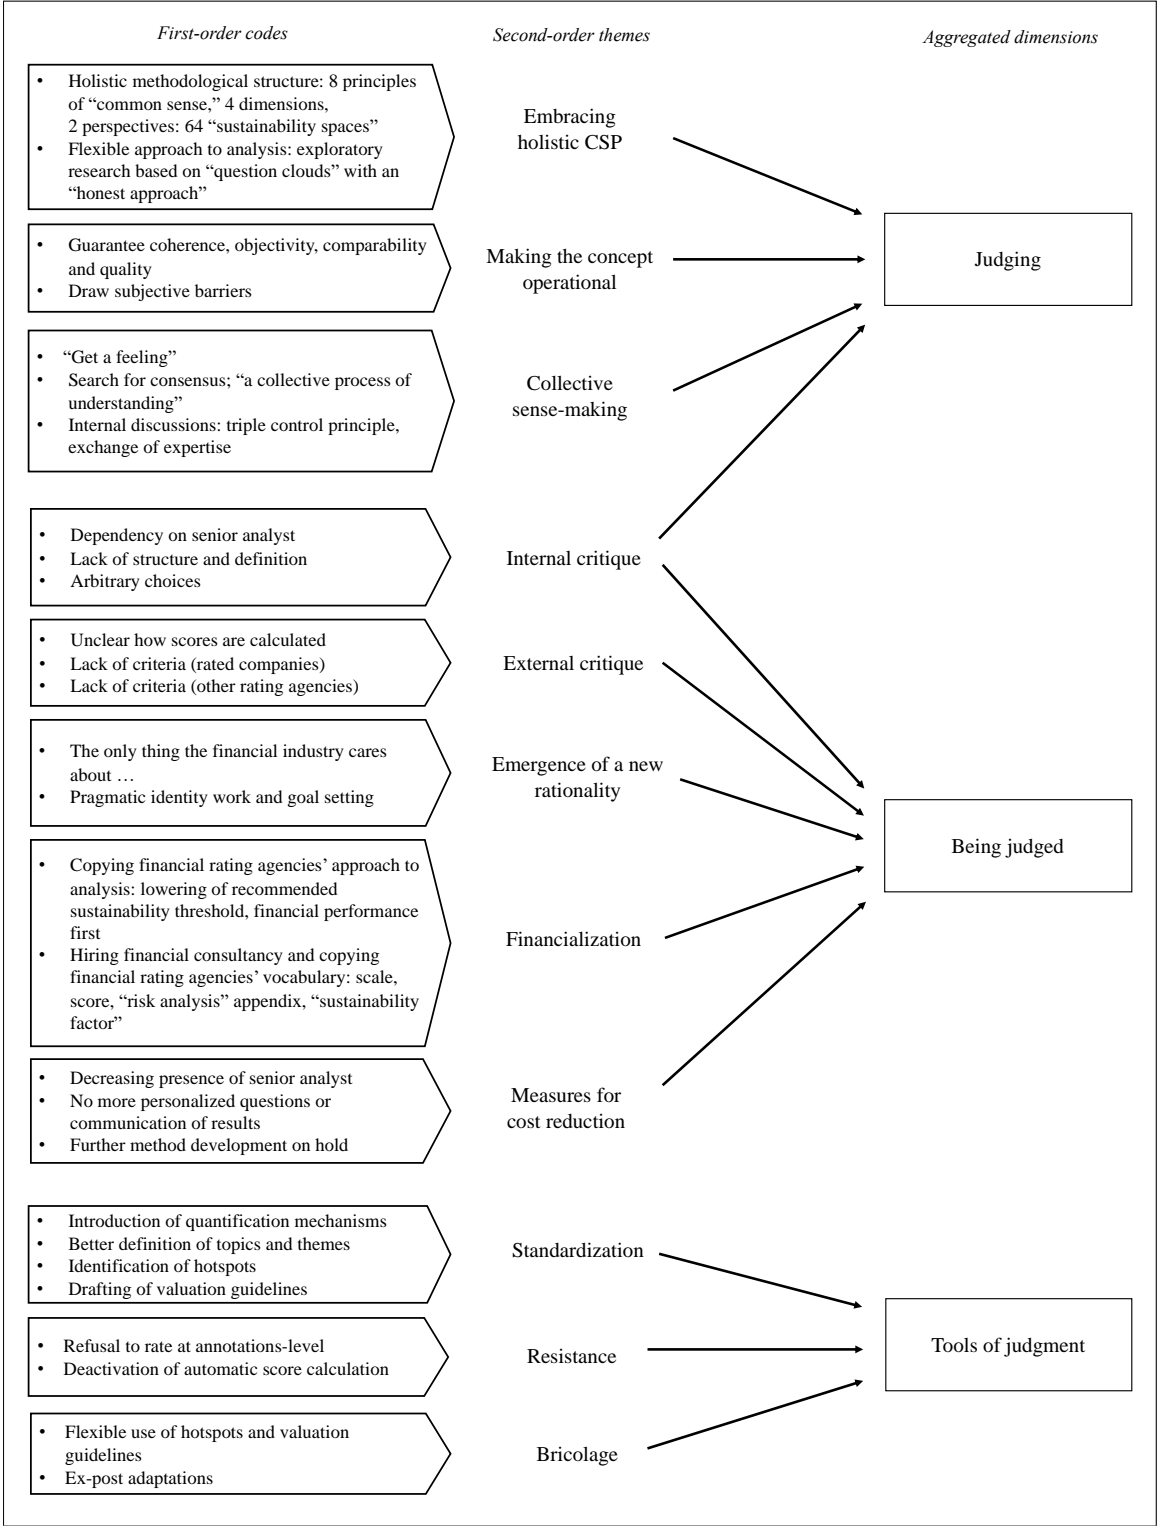 First-order codes
Second-order themes
Aggregated dimensions
• Holistic methodological structure: 8 principles
of “common sense,” 4 dimensions,
2 perspectives: 64 “sustainability spaces”
• Flexible approach to analysis: exploratory
research based on “question clouds” with an
“honest approach”
Embracing
holistic CSP
• Guarantee coherence, objectivity, comparability
and quality
• Draw subjective barriers
Making the concept
operational
Judging
• “Get a feeling”
• Search for consensus; “a collective process of
understanding”
• Internal discussions: triple control principle,
exchange of expertise
Collective
sense-making
• Dependency on senior analyst
• Lack of structure and definition
• Arbitrary choices
Internal critique
• Unclear how scores are calculated
• Lack of criteria (rated companies)
• Lack of criteria (other rating agencies)
External critique
• The only thing the financial industry cares
about …
• Pragmatic identity work and goal setting
Emergence of a new
rationality
Being judged
• Copying financial rating agencies’ approach to
analysis: lowering of recommended
sustainability threshold, financial performance
first
• Hiring financial consultancy and copying
financial rating agencies’ vocabulary: scale,
score, “risk analysis” appendix, “sustainability
factor”
Financialization
• Decreasing presence of senior analyst
• No more personalized questions or
communication of results
• Further method development on hold
Measures for
cost reduction
• Introduction of quantification mechanisms
• Better definition of topics and themes
• Identification of hotspots
• Drafting of valuation guidelines
Standardization
• Refusal to rate at annotations-level
• Deactivation of automatic score calculation
Resistance
Tools of judgment
• Flexible use of hotspots and valuation
guidelines
• Ex-post adaptations
Bricolage